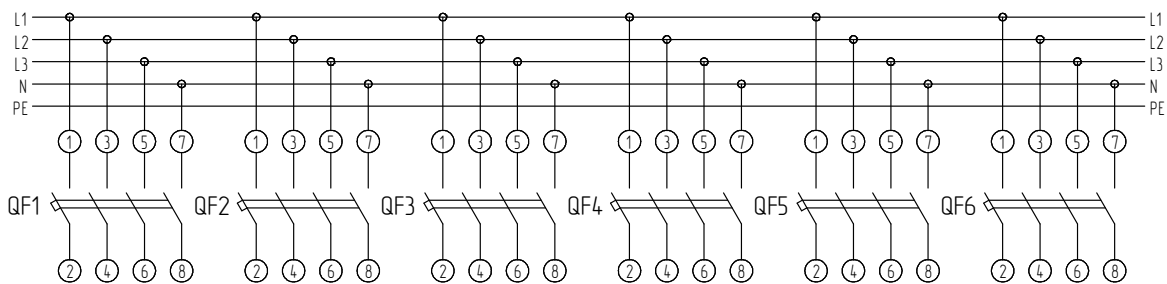 L1 L1
L2 L2
L3 L3
N N
PE PE
1 3 5 7 1 3 5 7 1 3 5 7 1 3 5 7 1 3 5 7 1 3 5 7
QF1 QF2 QF3 QF4 QF5 QF6
2 4 6 8 2 4 6 8 2 4 6 8 2 4 6 8 2 4 6 8 2 4 6 8